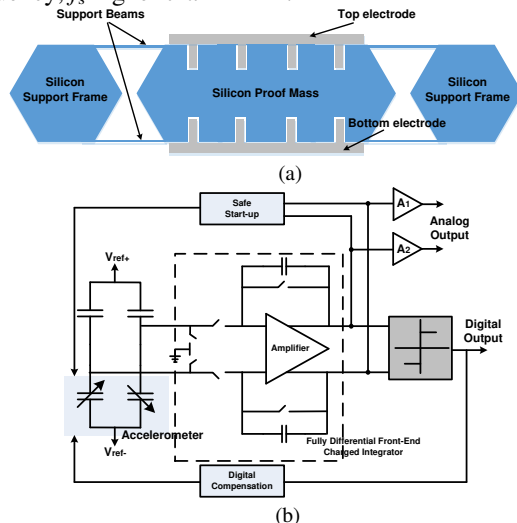 Support Beams
Top electrode
Silicon
Support Frame
Silicon Proof Mass
Silicon
Support Frame
Bottom electrode
(a)
Safe
Start-up
A1
Analog
Output
A2
Vref+
Amplifier
Digital
Output
Accelerometer
Fully Differential Front-End
Charged Integrator
Vref-
Digital
Compensation
(b)